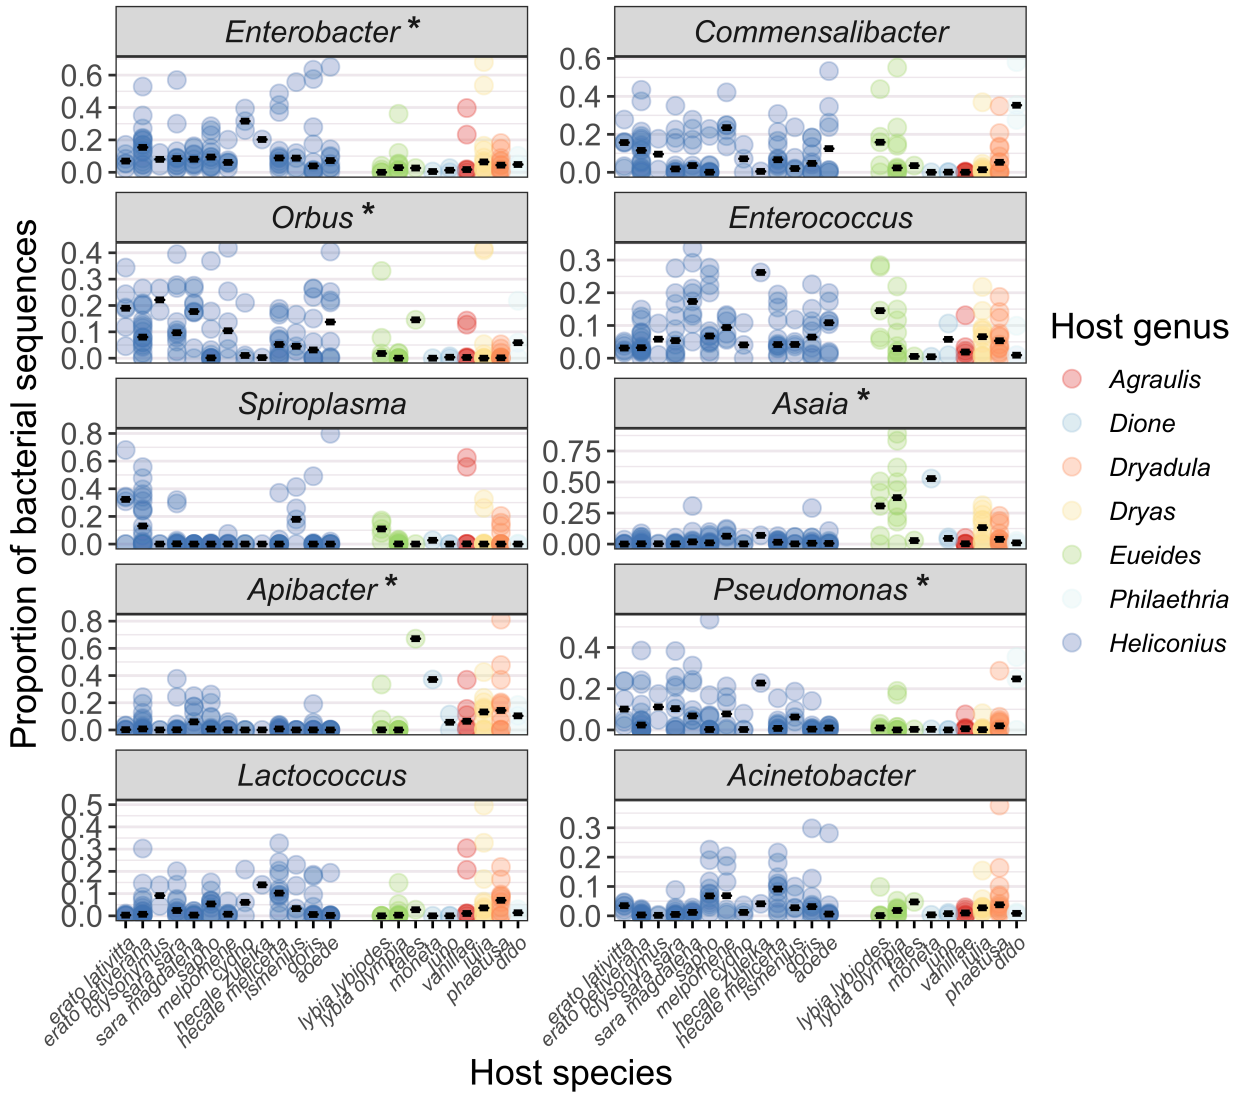 Enterobacter *
Commensalibacter
0.6
0.4
0.2
0.0
0.6
0.4
0.2
0.0
Orbus *
Enterococcus
0.4
0.3
0.2
0.1
0.0
0.3
0.2
0.1
0.0
Spiroplasma
Asaia *
0.8
0.6
0.4
0.2
0.0
0.75
0.50
0.25
0.00
Apibacter *
Pseudomonas *
0.8
0.6
0.4
0.2
0.0
0.4
0.2
0.0
Lactococcus
Acinetobacter
0.5
0.4
0.3
0.2
0.1
0.0
0.3
0.2
0.1
0.0
Proportion of bacterial sequences
erato lativitta
erato petiverana
clysonymus
sara sara
sara magdalena
sapho
melpomene
cydno
hecale zuleika
hecale melicerta
ismenius
doris
aoede
lybia lybiodes
lybia olympia
tales
moneta
juno
vanillae
iulia
phaetusa
dido
erato lativitta
erato petiverana
clysonymus
sara sara
sara magdalena
sapho
melpomene
cydno
hecale zuleika
hecale melicerta
ismenius
doris
aoede
lybia lybiodes
lybia olympia
tales
moneta
juno
vanillae
iulia
phaetusa
dido
Host species
Host genus
Agraulis
Dione
Dryadula
Dryas
Eueides
Philaethria
Heliconius